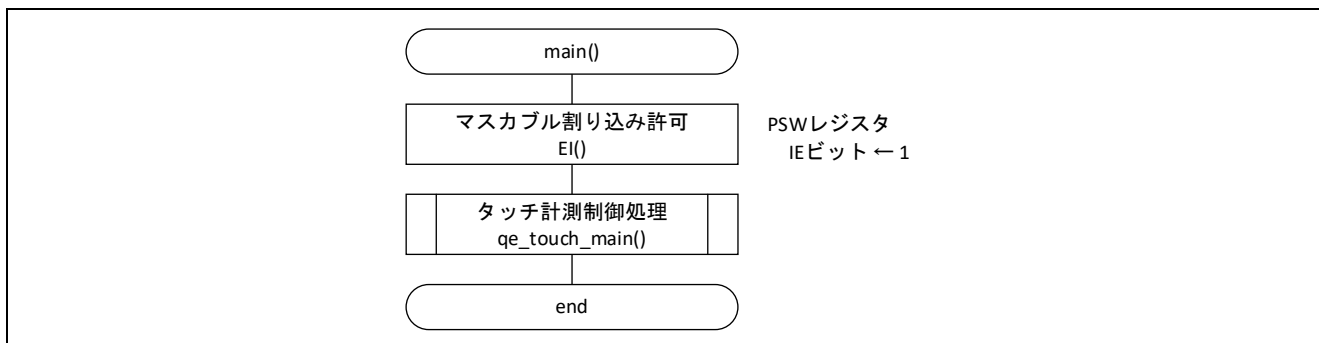 main()
マスカブル割り込み許可
EI()
PSWレジスタ
IEビット ← 1
タッチ計測制御処理
qe_touch_main()
end